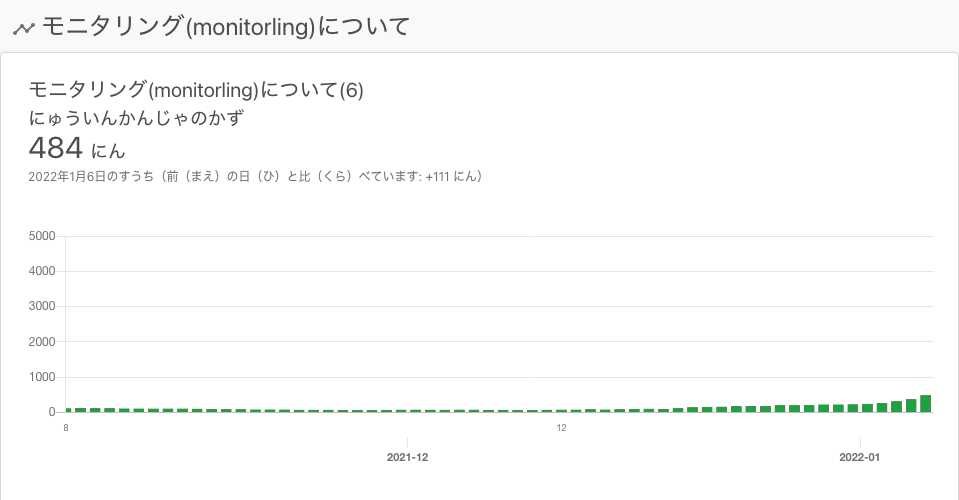 モニタリング(monitorling)について
モニタリング(monitorling)について(6)
にゅういんかんじゃのかず
484 にん
2022年1月6日のすうち（前（まえ）の日（ひ）と比（くら）べています: +111 にん）
5000
4000
3000
2000
1000
0
8 12
2021-12 2022-01